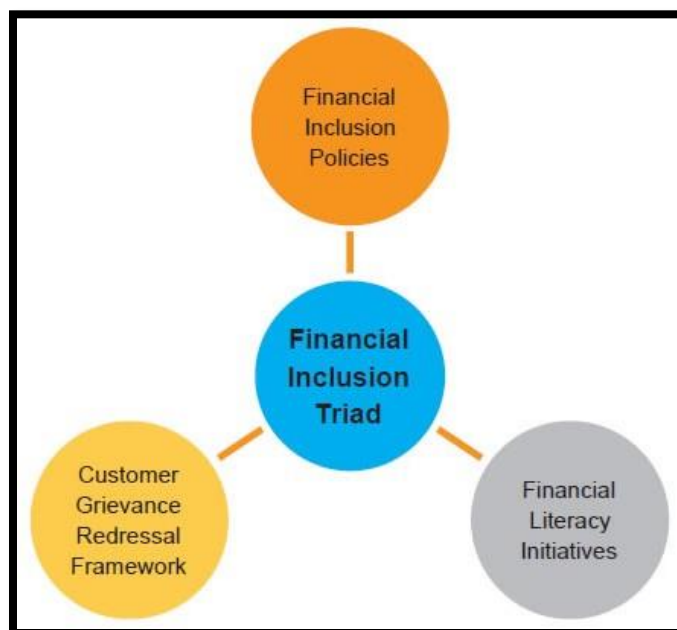 Financial
Inclusion
Policies
Financial
Inclusion
Triad
Customer
Grievance
Redressal
Framework
Financial
Literacy
Initiatives